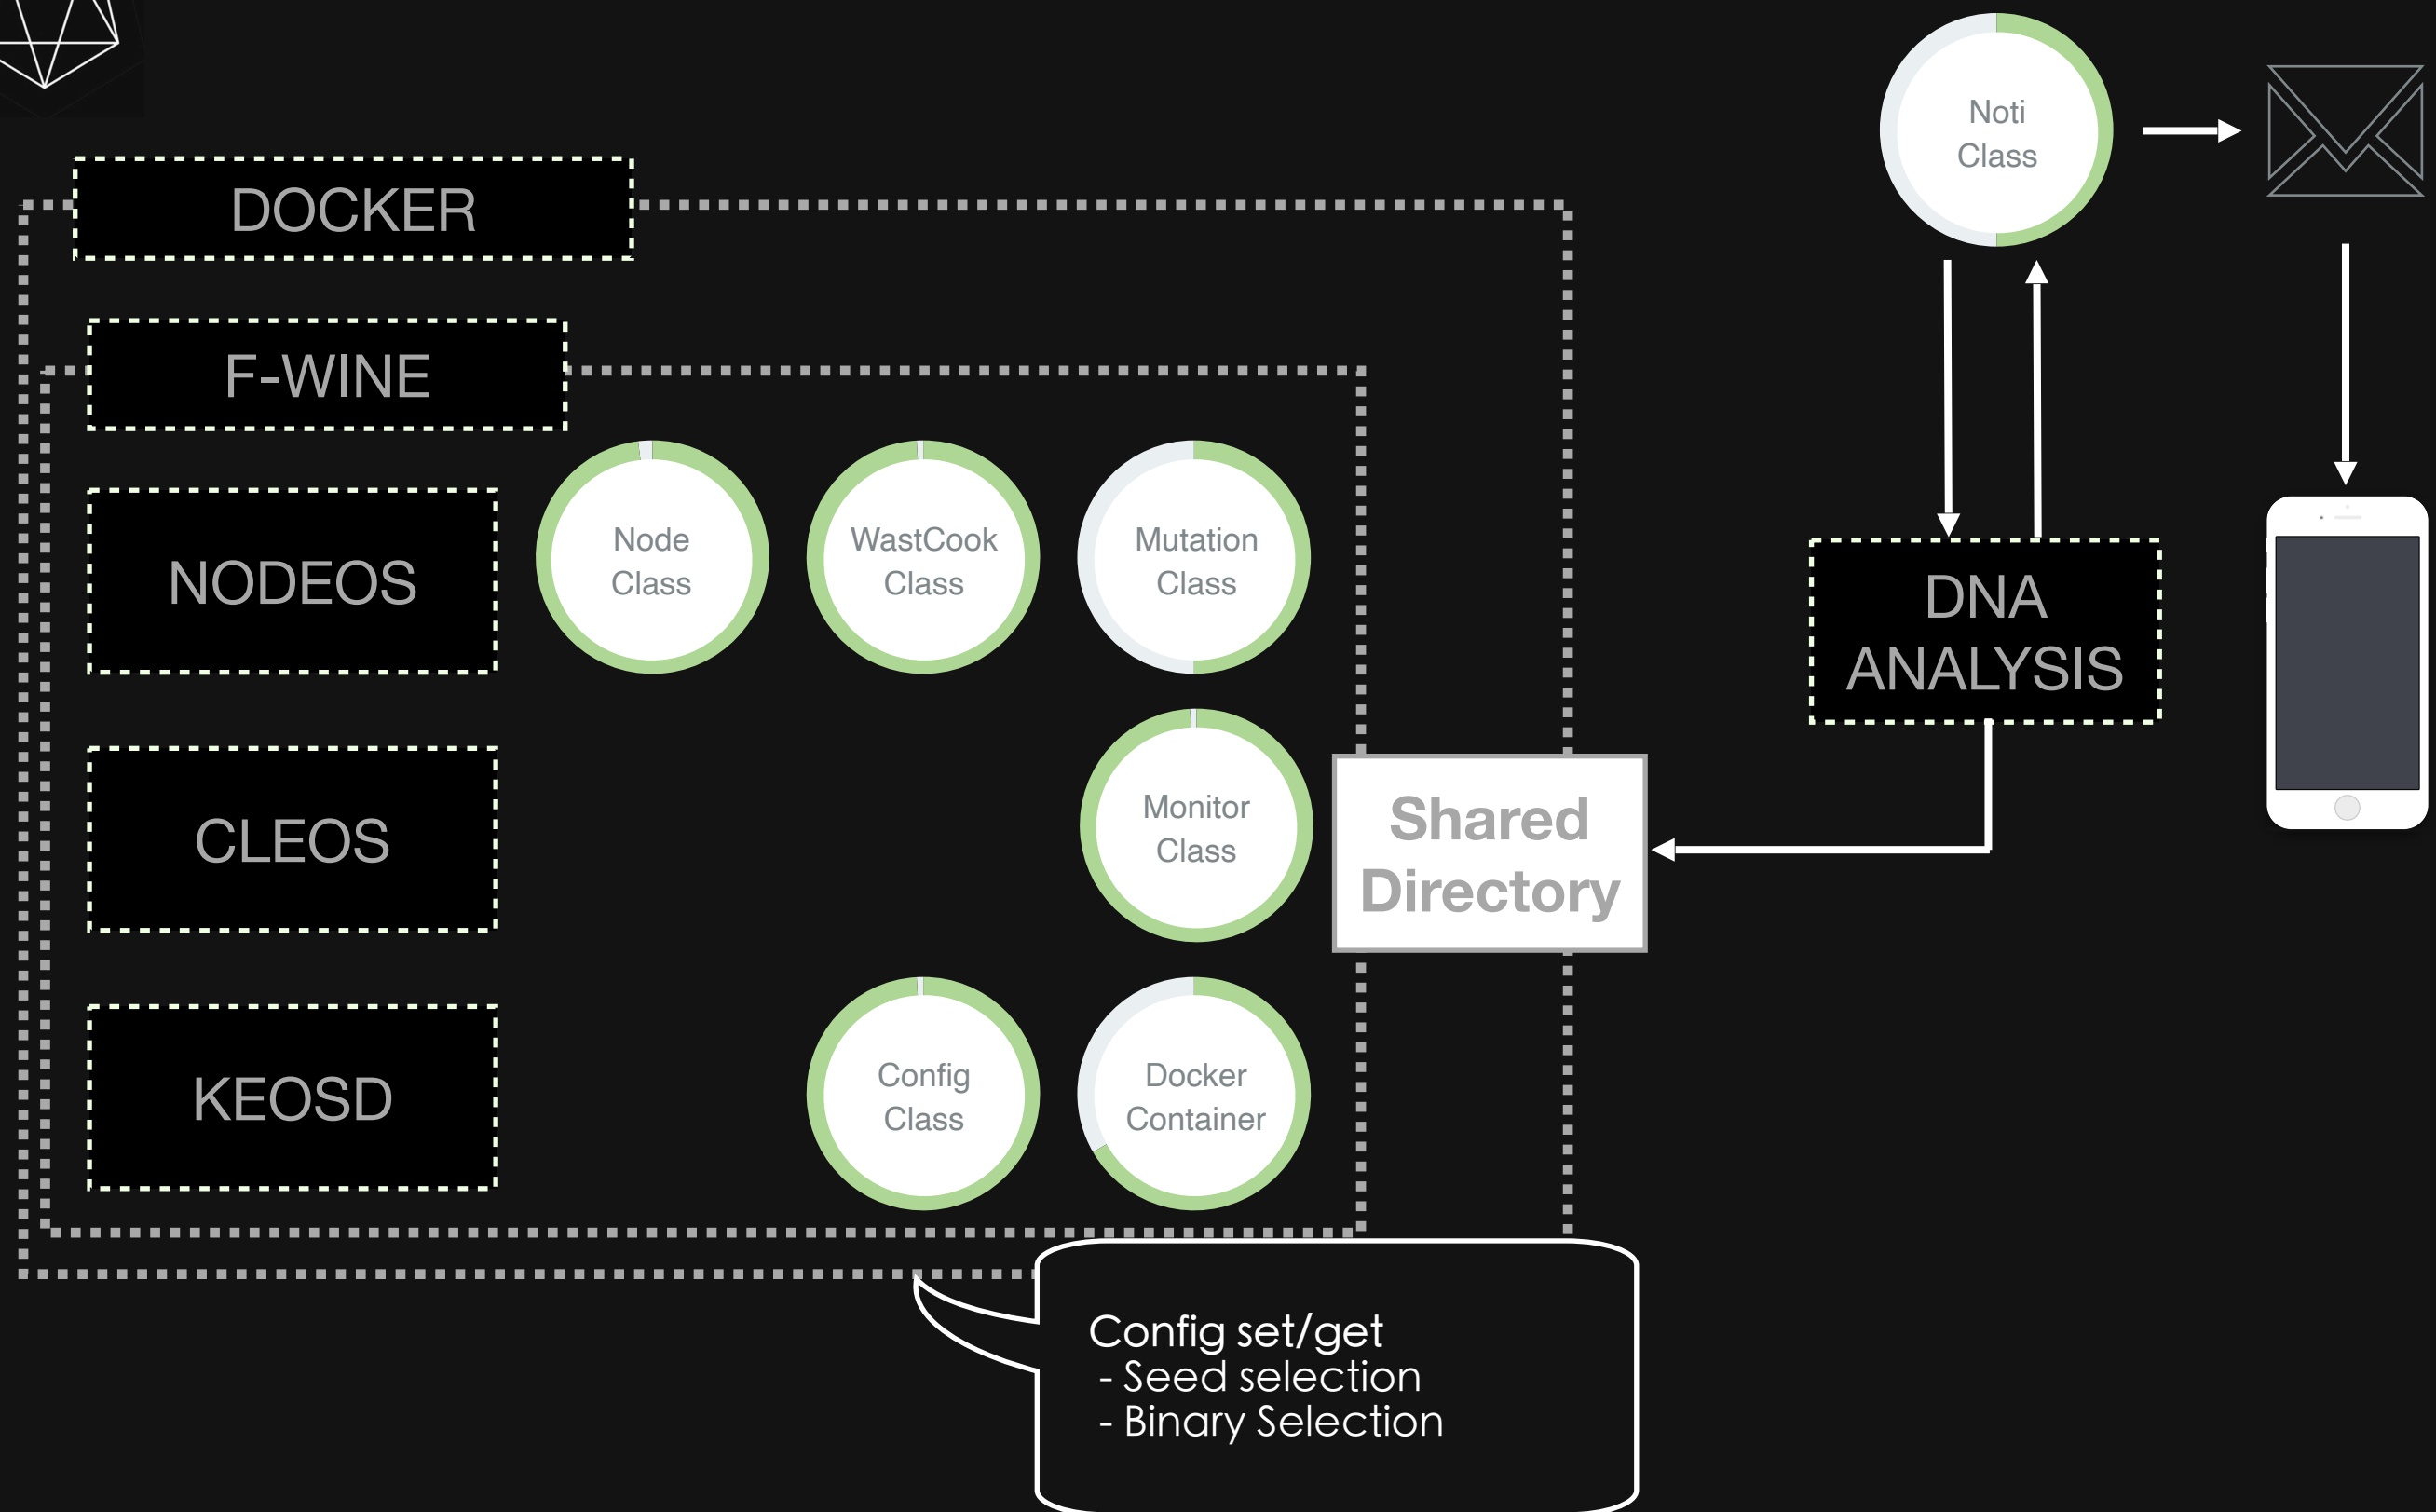 Noti
Class
DOCKER
F-WINE
NODEOS
Node
Class
WastCook
Class
Mutation
Class
DNA
ANALYSIS
CLEOS
Monitor
Class
Shared
Directory
KEOSD
Config
Class
Docker
Container
Config set/get
- Seed selection
- Binary Selection